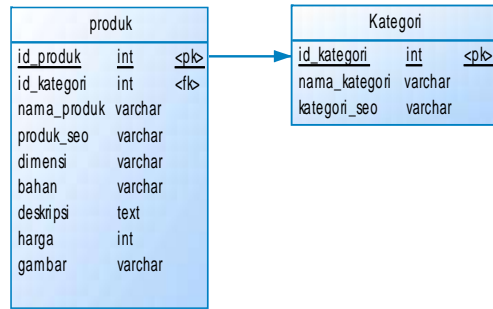 produk
id_produk int <pk>
id_kategori int <fk>
nama_produk varchar
produk_seo varchar
dimensi varchar
bahan varchar
deskripsi text
harga int
gambar varchar
Kategori
id_kategori int <pk>
nama_kategori varchar
kategori_seo varchar